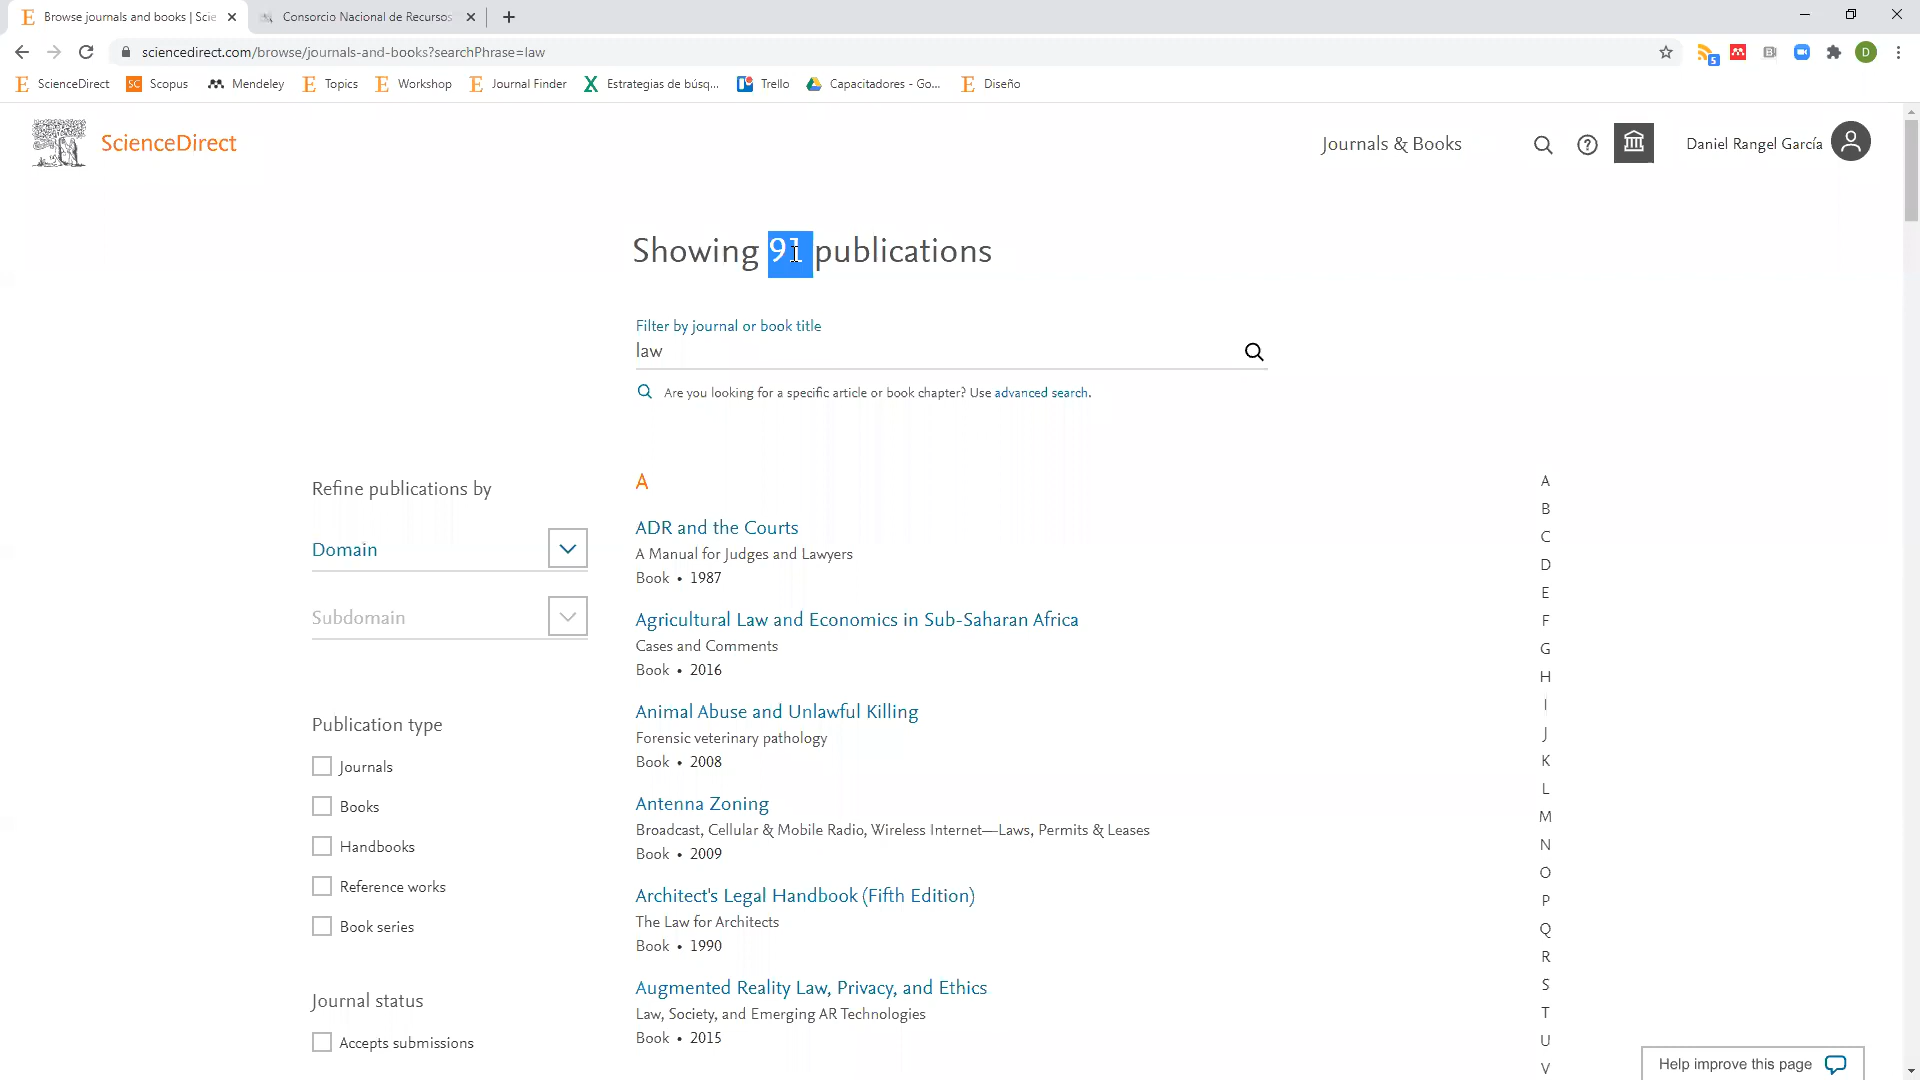 Browse journals and books | Scie
Consorcio Nacional de Recursos
sciencedirect.com/browse/journals-and-books?searchPhrase=law
5
D
ScienceDirect
SC Scopus
Mendeley
Topics
Workshop
Journal Finder
Estrategias de búsq...
Trello
Capacitadores - Go...
Diseño
ScienceDirect
Journals & Books
Daniel Rangel García
Showing 91 publications
Filter by journal or book title
law
Are you looking for a specific article or book chapter? Use advanced search.
Refine publications by
Domain
Subdomain
Publication type
Journals
Books
Handbooks
Reference works
Book series
Journal status
Accepts submissions
A
ADR and the Courts
A Manual for Judges and Lawyers
Book • 1987
Agricultural Law and Economics in Sub-Saharan Africa
Cases and Comments
Book • 2016
Animal Abuse and Unlawful Killing
Forensic veterinary pathology
Book • 2008
Antenna Zoning
Broadcast, Cellular & Mobile Radio, Wireless Internet—Laws, Permits & Leases
Book • 2009
Architect's Legal Handbook (Fifth Edition)
The Law for Architects
Book • 1990
Augmented Reality Law, Privacy, and Ethics
Law, Society, and Emerging AR Technologies
Book • 2015
A
B
C
D
E
F
G
H
I
J
K
L
M
N
O
P
Q
R
S
T
U
V
Help improve this page